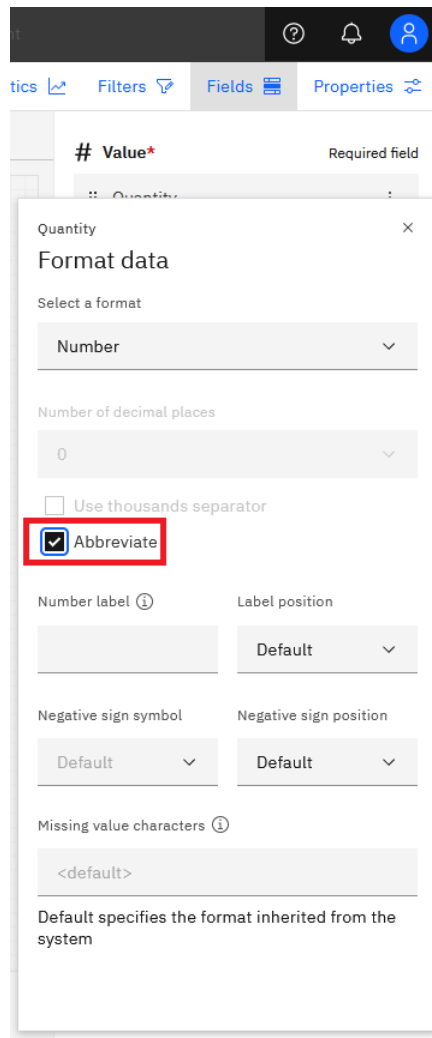 nt
tics Filters Fields Properties
# Value* Required field
Quantity
Quantity
Format data
Select a format
Number
Number of decimal places
0
Use thousands separator
Abbreviate
Number label Label position
Default
Negative sign symbol Negative sign position
Default Default
Missing value characters
<default>
Default specifies the format inherited from the
system